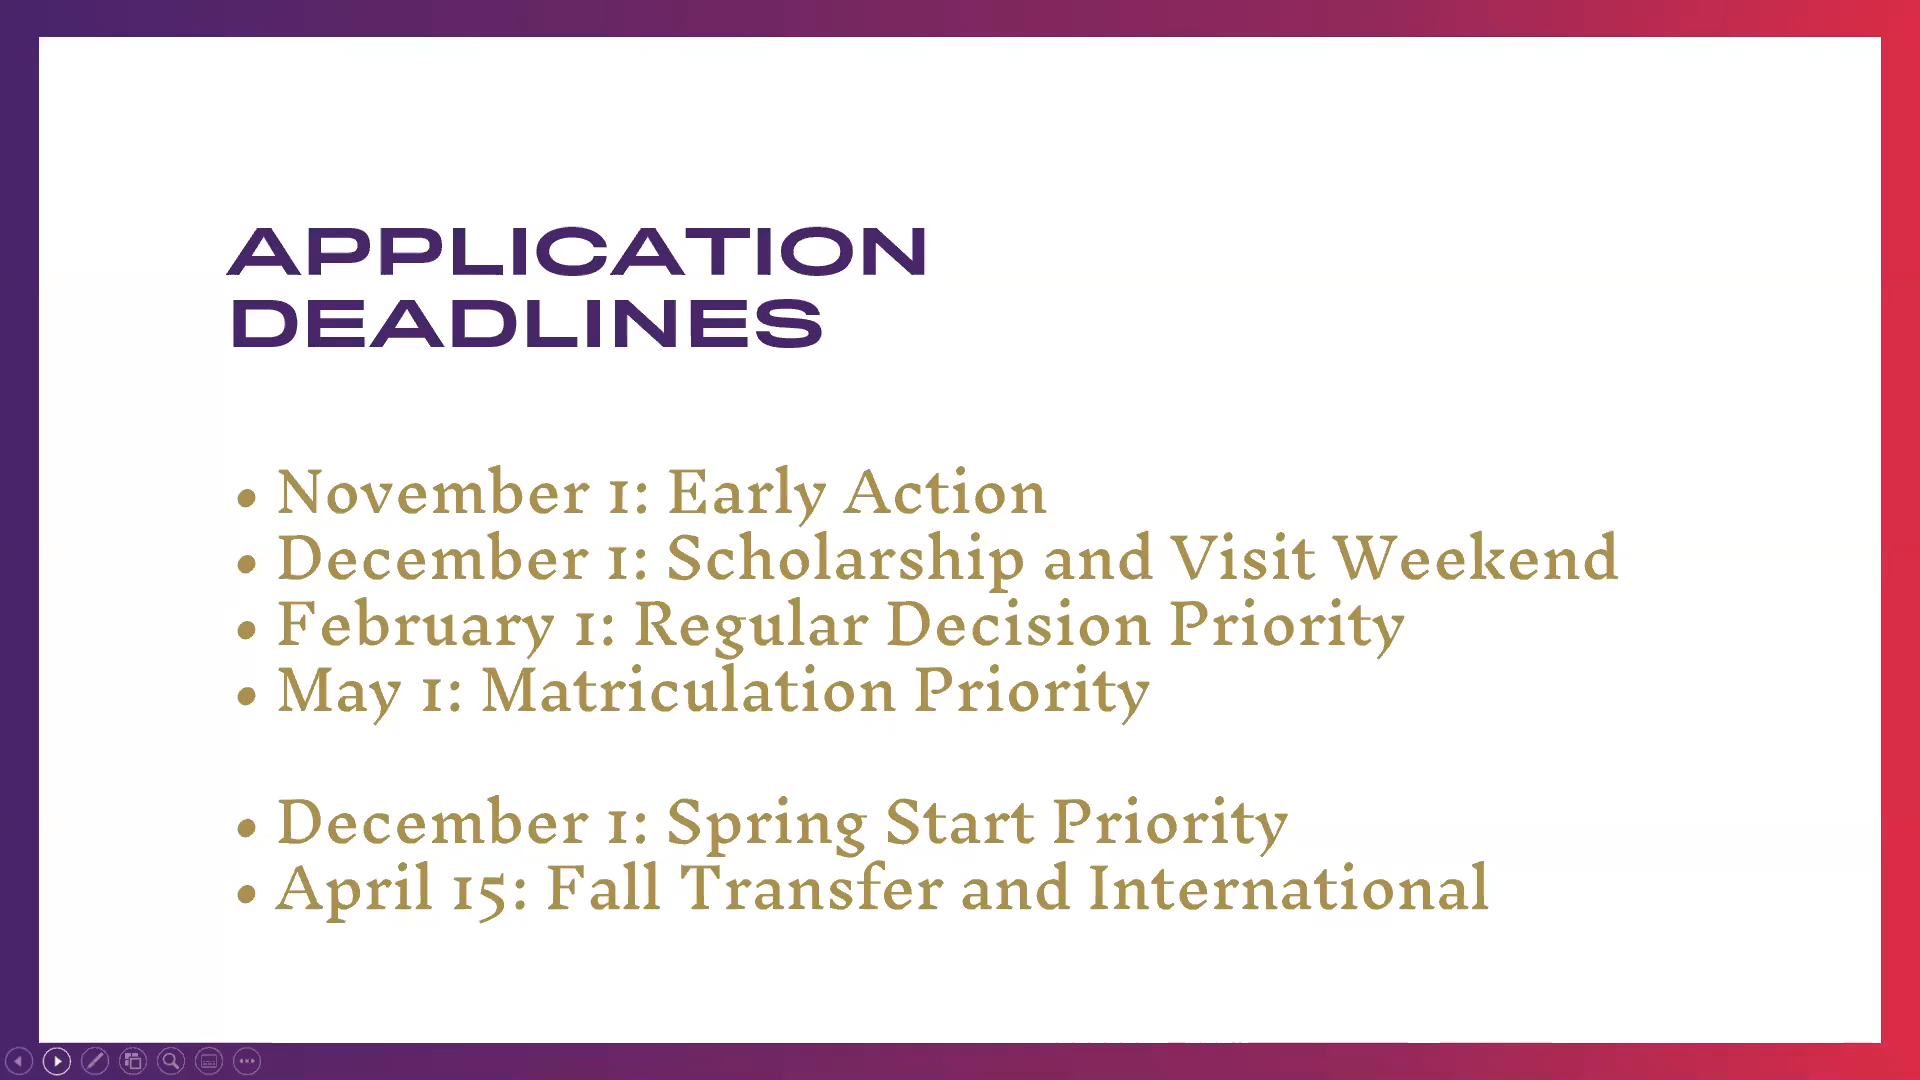 APPLICATION
DEADLINES
• November 1: Early Action
• December 1: Scholarship and Visit Weekend
• February 1: Regular Decision Priority
• May 1: Matriculation Priority
• December 1: Spring Start Priority
• April 15: Fall Transfer and International